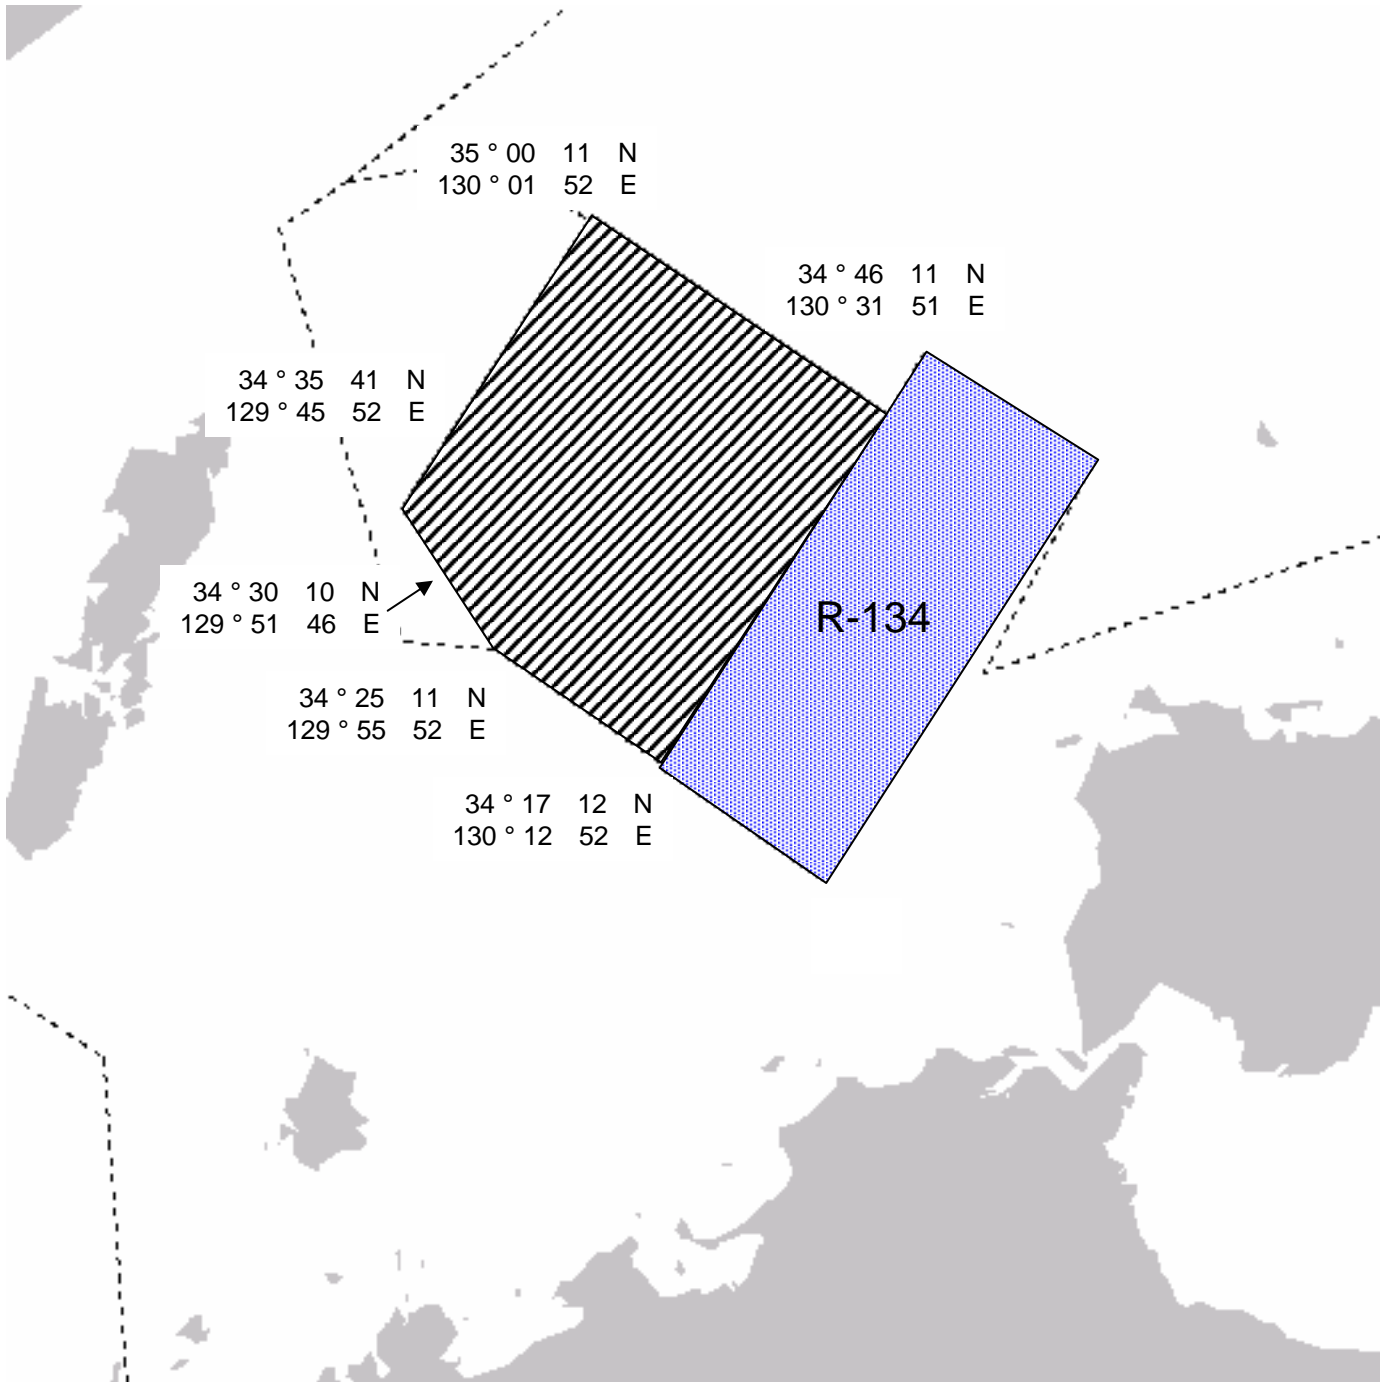 35 ° 00 11 N
130 ° 01 52 E
34 ° 46 11 N
130 ° 31 51 E
34 ° 35 41 N
129 ° 45 52 E
34 ° 30 10 N
129 ° 51 46 E
R-134
34 ° 25 11 N
129 ° 55 52 E
34 ° 17 12 N
130 ° 12 52 E